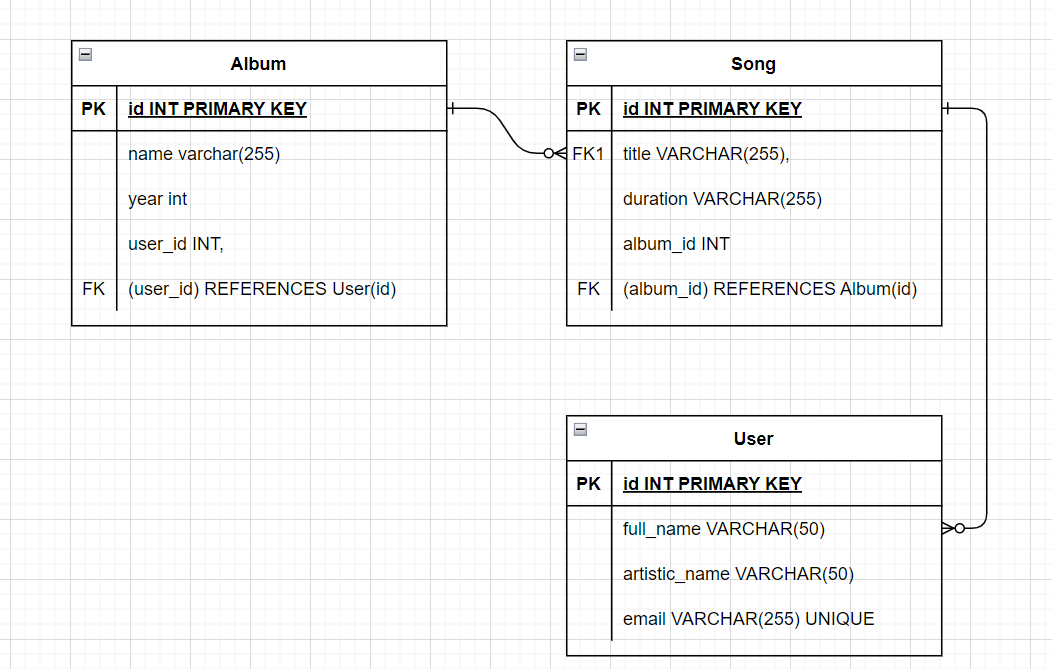 Album
PK id INT PRIMARY KEY
name varchar(255)
year int
user_id INT,
FK (user_id) REFERENCES User(id)
Song
PK id INT PRIMARY KEY
FK1 title VARCHAR(255),
duration VARCHAR(255)
album_id INT
FK (album_id) REFERENCES Album(id)
User
PK id INT PRIMARY KEY
full_name VARCHAR(50)
artistic_name VARCHAR(50)
email VARCHAR(255) UNIQUE